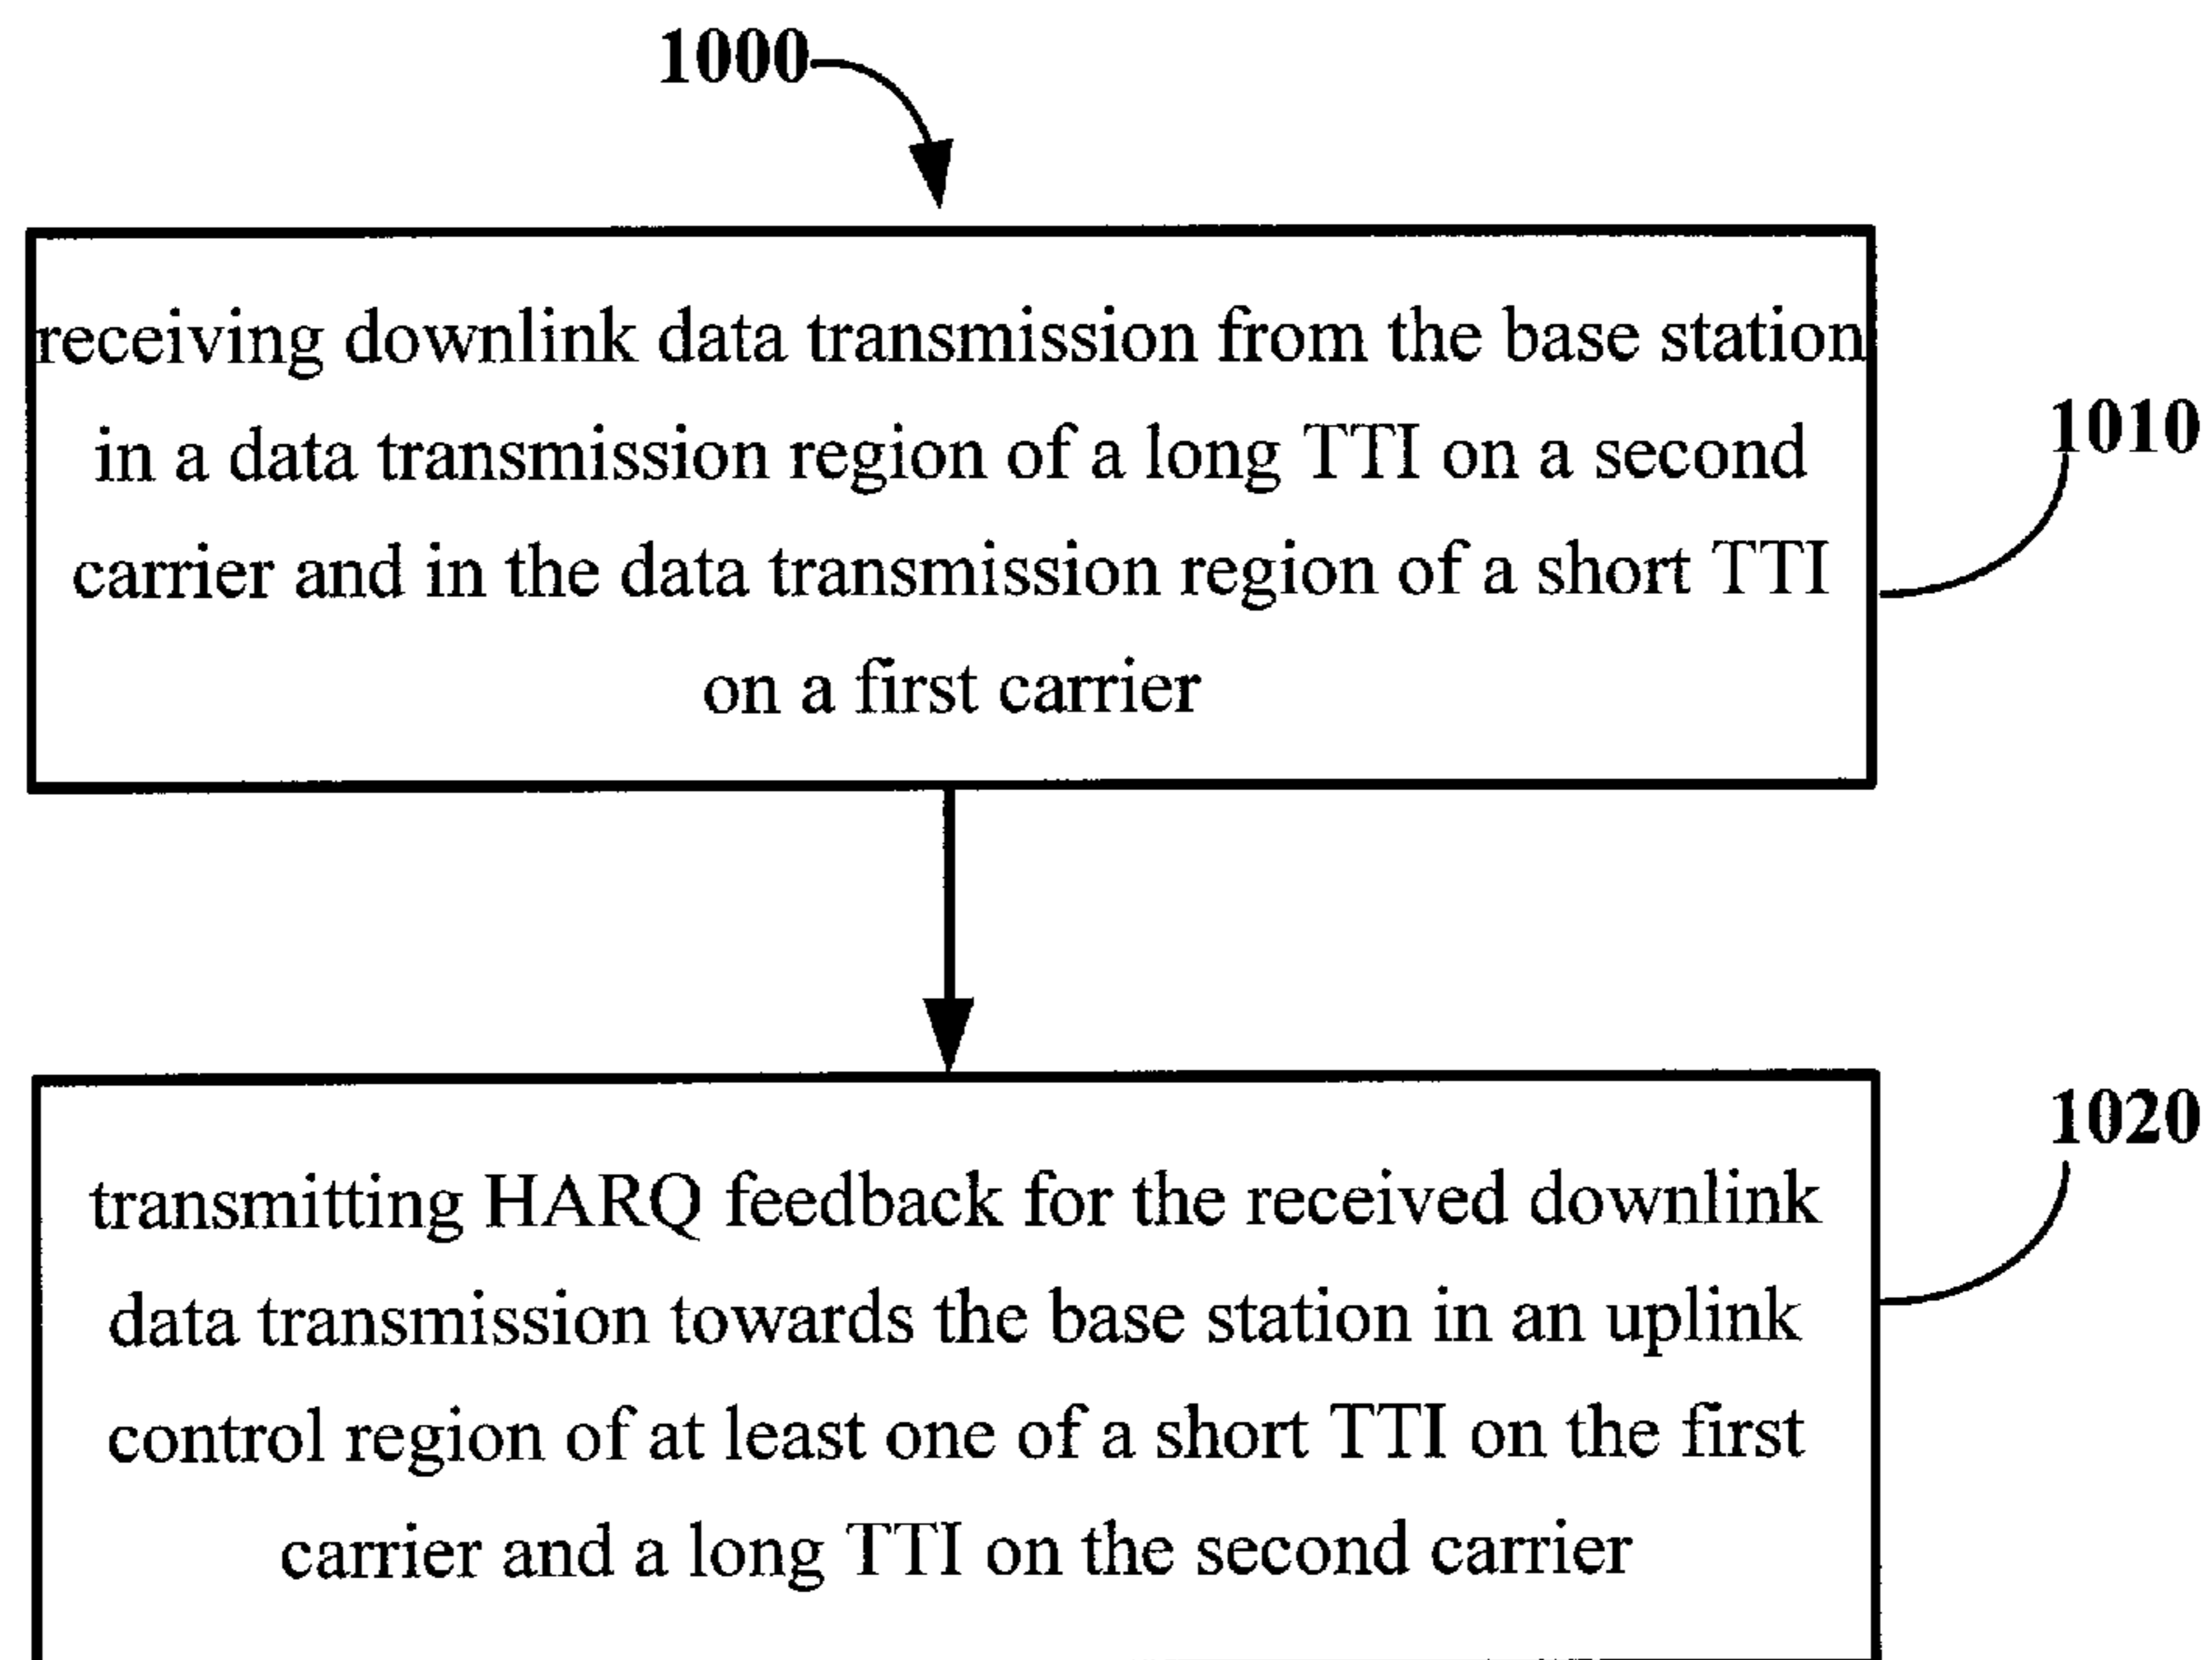 1000
receiving downlink data transmission from the base station
in a data transmission region of a long TTI on a second
carrier and in the data transmission region of a short TTI
on a first carrier
1010
transmitting HARQ feedback for the received downlink
data transmission towards the base station in an uplink
control region of at least one of a short TTI on the first
carrier and a long TTI on the second carrier
1020